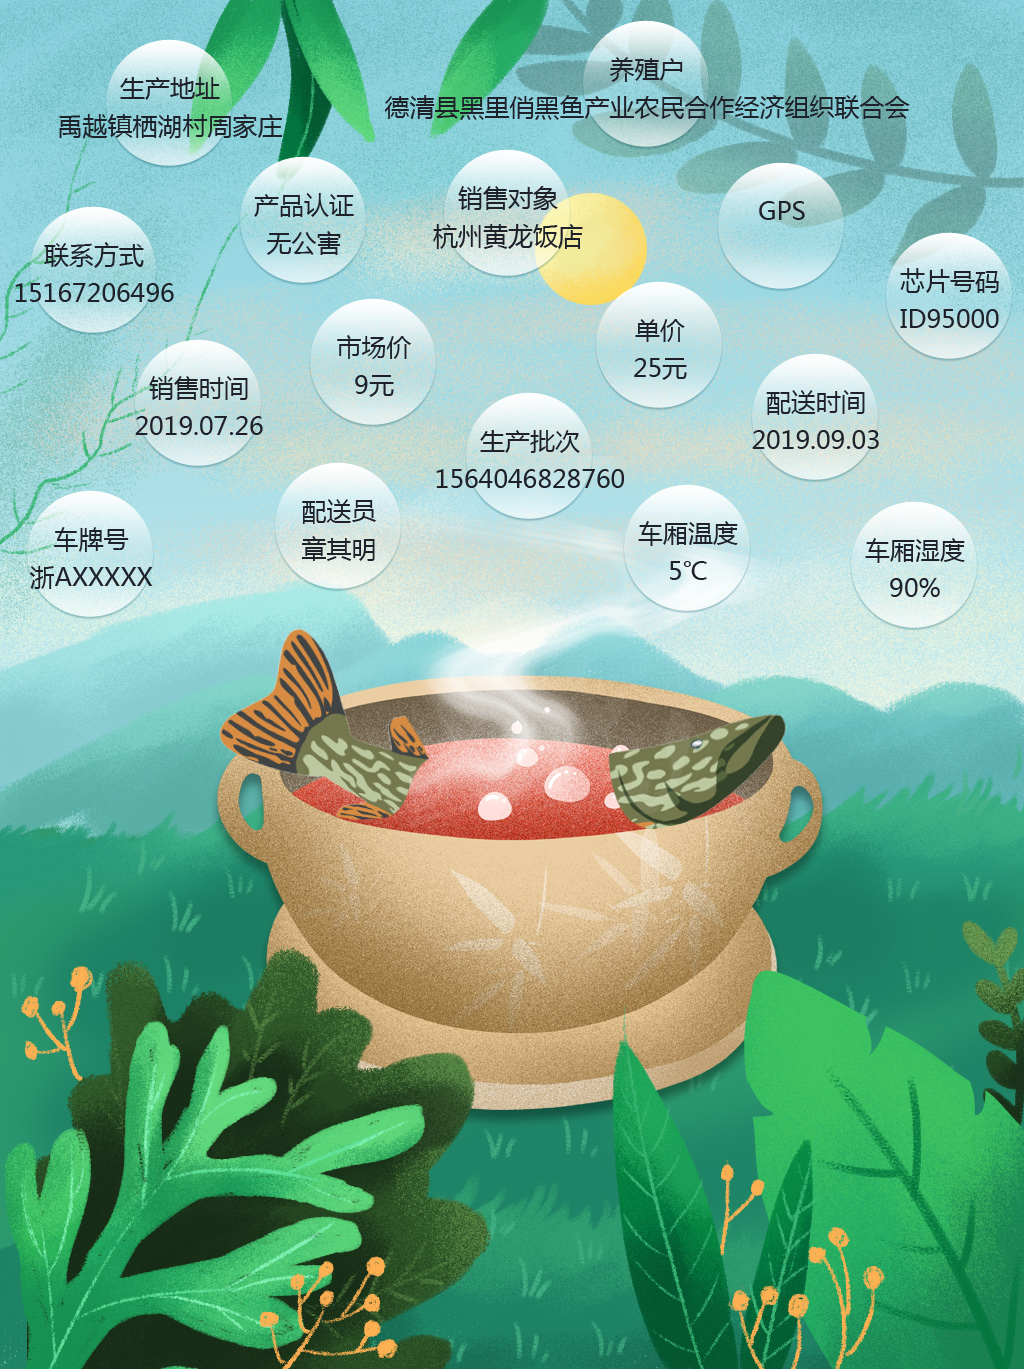 生产地址
禹越镇栖湖村周家庄
养殖户
德清县黑里俏黑鱼产业农民合作经济组织联合会
产品认证
无公害
销售对象
杭州黄龙饭店
GPS
联系方式
15167206496
芯片号码
ID95000
市场价
9元
单价
25元
销售时间
2019.07.26
配送时间
2019.09.03
生产批次
1564046828760
车牌号
浙AXXXXX
配送员
章其明
车厢温度
5℃
车厢湿度
90%